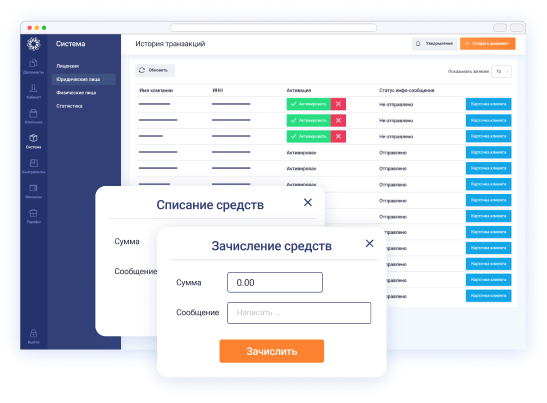 Система
История транзакций
Уведомления
Создать документ
Документы
Кабинет
Компании
Система
Финансы
Тарифы
Выйти
Лицензии
Юридические лица
Физические лица
Статистика
Обновить
Показывать записей 10
Имя компании ИНН Активация Статус инфо-сообщения
Активировать Не отправлено Карточка клиента
Активировать Не отправлено Карточка клиента
Активировать Не отправлено Карточка клиента
Активирован Отправлено Карточка клиента
Активирован Отправлено Карточка клиента
Активирован Отправлено Карточка клиента
Отправлено Карточка клиента
Отправлено Карточка клиента
Карточка клиента
Карточка клиента
Карточка клиента
Карточка клиента
Карточка клиента
Списание средств
Сумма
Сообщение
Зачисление средств
Сумма 0.00
Сообщение Написать ...
Зачислить